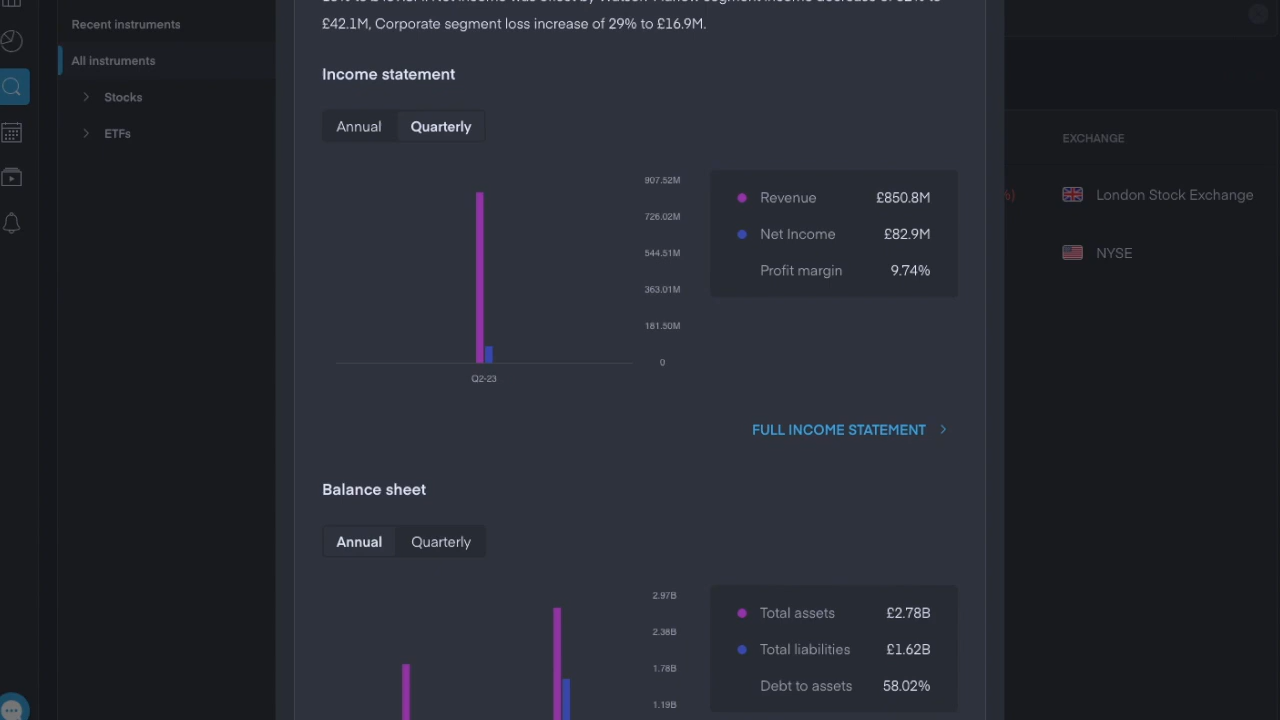 Recent instruments
All instruments
Stocks
ETFs
£42.1M, Corporate segment loss increase of 29% to £16.9M.
Income statement
Annual
Quarterly
907.52M
726.02M
544.51M
363.01M
181.50M
0
Q2-23
Revenue £850.8M
Net Income £82.9M
Profit margin 9.74%
FULL INCOME STATEMENT
Balance sheet
Annual
Quarterly
2.97B
2.38B
1.78B
1.19B
Total assets £2.78B
Total liabilities £1.62B
Debt to assets 58.02%
EXCHANGE
London Stock Exchange
NYSE